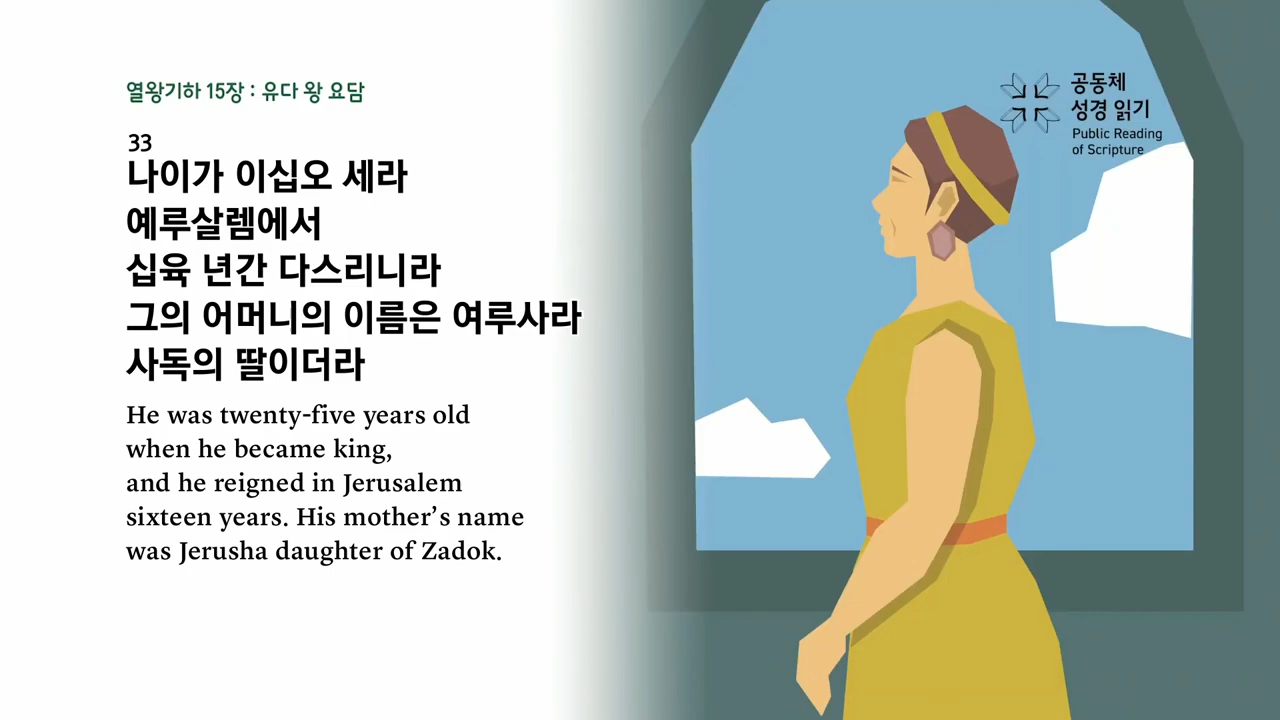 열왕기하 15장 : 유다 왕 요담
33
나이가 이십오 세라
예루살렘에서
십육 년간 다스리니라
그의 어머니의 이름은 여루사라
사독의 딸이더라
He was twenty-five years old
when he became king,
and he reigned in Jerusalem
sixteen years. His mother’s name
was Jerusha daughter of Zadok.
공동체
성경 읽기
Public Reading
of Scripture